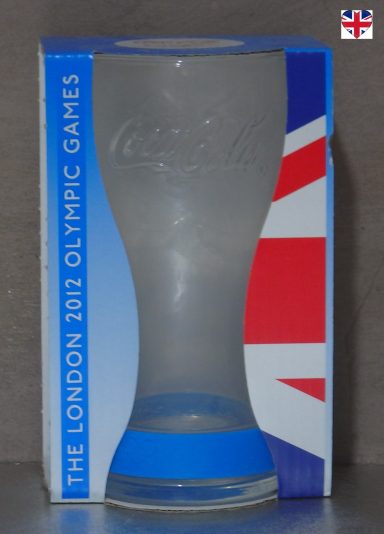 THE LONDON 2012 OLYMPIC GAMES
Coca-Cola